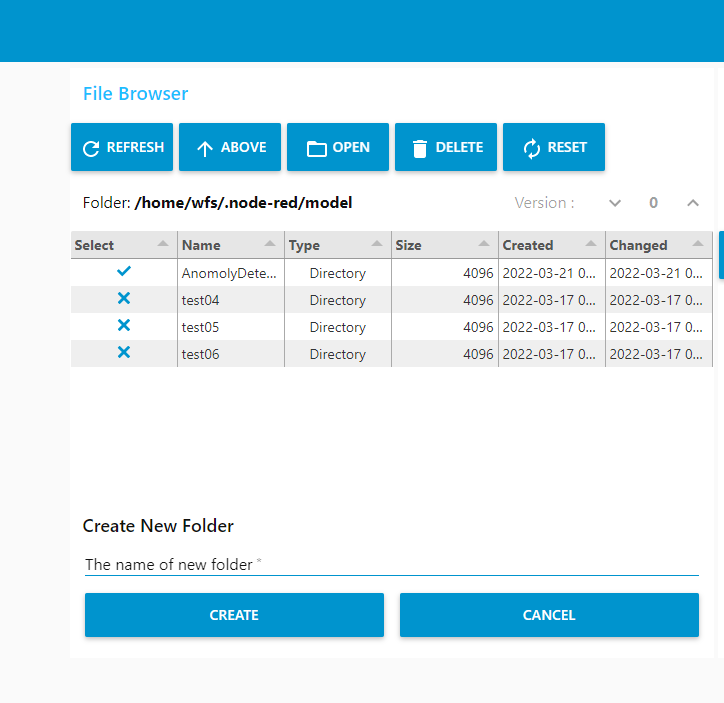 File Browser
REFRESH ABOVE OPEN DELETE RESET
Folder: /home/wfs/.node-red/model Version : 0
Select Name Type Size Created Changed
AnomolyDete... Directory 4096 2022-03-21 0... 2022-03-21 0...
test04 Directory 4096 2022-03-17 0... 2022-03-17 0...
test05 Directory 4096 2022-03-17 0... 2022-03-17 0...
test06 Directory 4096 2022-03-17 0... 2022-03-17 0...
Create New Folder
The name of new folder *
CREATE CANCEL